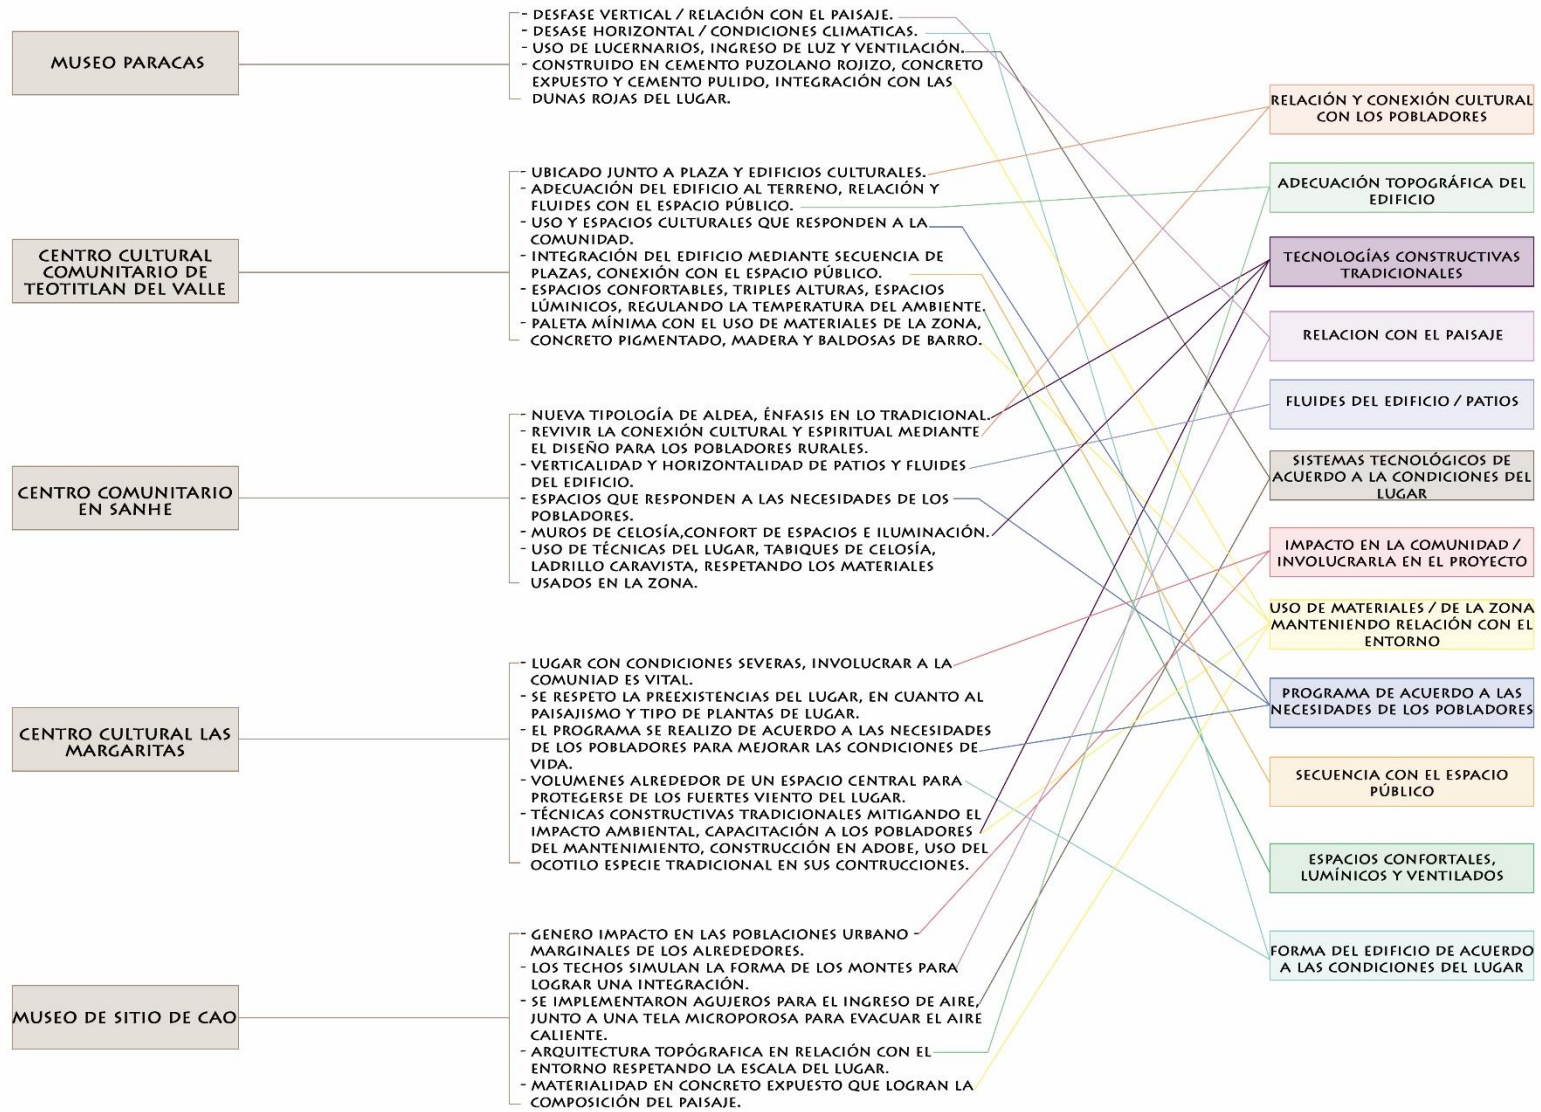 MUSEO PARACAS
- DESFASE VERTICAL / RELACIÓN CON EL PAISAJE.
- DESASE HORIZONTAL / CONDICIONES CLIMATICAS.
- USO DE LUCERNARIOS, INGRESO DE LUZ Y VENTILACIÓN.
- CONSTRUIDO EN CEMENTO PUZOLANO ROJIZO, CONCRETO
EXPUESTO Y CEMENTO PULIDO, INTEGRACIÓN CON LAS
DUNAS ROJAS DEL LUGAR.
CENTRO CULTURAL
COMUNITARIO DE
TEOTITLAN DEL VALLE
- UBICADO JUNTO A PLAZA Y EDIFICIOS CULTURALES.
- ADECUACIÓN DEL EDIFICIO AL TERRENO, RELACIÓN Y
FLUIDES CON EL ESPACIO PÚBLICO.
- USO Y ESPACIOS CULTURALES QUE RESPONDEN A LA
COMUNIDAD.
- INTEGRACIÓN DEL EDIFICIO MEDIANTE SECUENCIA DE
PLAZAS, CONEXIÓN CON EL ESPACIO PÚBLICO.
- ESPACIOS CONFORTABLES, TRIPLES ALTURAS, ESPACIOS
LÚMINICOS, REGULANDO LA TEMPERATURA DEL AMBIENTE.
- PALETA MÍNIMA CON EL USO DE MATERIALES DE LA ZONA,
CONCRETO PIGMENTADO, MADERA Y BALDOSAS DE BARRO.
CENTRO COMUNITARIO
EN SANHE
- NUEVA TIPOLOGÍA DE ALDEA, ÉNFASIS EN LO TRADICIONAL.
- REVIVIR LA CONEXIÓN CULTURAL Y ESPIRITUAL MEDIANTE
EL DISEÑO PARA LOS POBLADORES RURALES.
- VERTICALIDAD Y HORIZONTALIDAD DE PATIOS Y FLUIDES
DEL EDIFICIO.
- ESPACIOS QUE RESPONDEN A LAS NECESIDADES DE LOS
POBLADORES.
- MUROS DE CELOSÍA,CONFORT DE ESPACIOS E ILUMINACIÓN.
- USO DE TÉCNICAS DEL LUGAR, TABIQUES DE CELOSÍA,
LADRILLO CARAVISTA, RESPETANDO LOS MATERIALES
USADOS EN LA ZONA.
CENTRO CULTURAL LAS
MARGARITAS
- LUGAR CON CONDICIONES SEVERAS, INVOLUCRAR A LA
COMUNIAD ES VITAL.
- SE RESPETO LA PREEXISTENCIAS DEL LUGAR, EN CUANTO AL
PAISAJISMO Y TIPO DE PLANTAS DE LUGAR.
- EL PROGRAMA SE REALIZO DE ACUERDO A LAS NECESIDADES
DE LOS POBLADORES PARA MEJORAR LAS CONDICIONES DE
VIDA.
- VOLUMENES ALREDEDOR DE UN ESPACIO CENTRAL PARA
PROTEGERSE DE LOS FUERTES VIENTO DEL LUGAR.
- TÉCNICAS CONSTRUCTIVAS TRADICIONALES MITIGANDO EL
IMPACTO AMBIENTAL, CAPACITACIÓN A LOS POBLADORES
DEL MANTENIMIENTO, CONSTRUCCIÓN EN ADOBE, USO DEL
OCOTILO ESPECIE TRADICIONAL EN SUS CONTRUCCIONES.
MUSEO DE SITIO DE CAO
- GENERO IMPACTO EN LAS POBLACIONES URBANO -
MARGINALES DE LOS ALREDEDORES.
- LOS TECHOS SIMULAN LA FORMA DE LOS MONTES PARA
LOGRAR UNA INTEGRACIÓN.
- SE IMPLEMENTARON AGUJEROS PARA EL INGRESO DE AIRE,
JUNTO A UNA TELA MICROPOROSA PARA EVACUAR EL AIRE
CALIENTE.
- ARQUITECTURA TOPÓGRAFICA EN RELACIÓN CON EL
ENTORNO RESPETANDO LA ESCALA DEL LUGAR.
- MATERIALIDAD EN CONCRETO EXPUESTO QUE LOGRAN LA
COMPOSICIÓN DEL PAISAJE.
RELACIÓN Y CONEXIÓN CULTURAL
CON LOS POBLADORES
ADECUACIÓN TOPOGRÁFICA DEL
EDIFICIO
TECNOLOGÍAS CONSTRUCTIVAS
TRADICIONALES
RELACION CON EL PAISAJE
FLUIDES DEL EDIFICIO / PATIOS
SISTEMAS TECNOLÓGICOS DE
ACUERDO A LA CONDICIONES DEL
LUGAR
IMPACTO EN LA COMUNIDAD /
INVOLUCRARLA EN EL PROYECTO
USO DE MATERIALES / DE LA ZONA
MANTENIENDO RELACIÓN CON EL
ENTORNO
PROGRAMA DE ACUERDO A LAS
NECESIDADES DE LOS POBLADORES
SECUENCIA CON EL ESPACIO
PÚBLICO
ESPACIOS CONFORTALES,
LUMÍNICOS Y VENTILADOS
FORMA DEL EDIFICIO DE ACUERDO
A LAS CONDICIONES DEL LUGAR